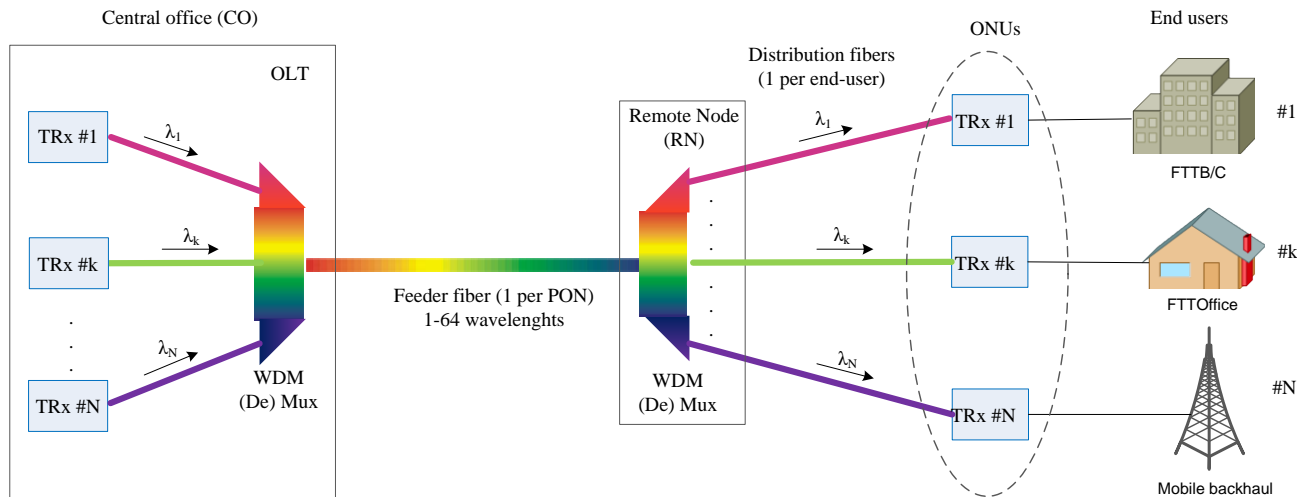 Central office (CO)
OLT
TRx #1
λ1
TRx #k
λk
λN
TRx #N
WDM
(De) Mux
Feeder fiber (1 per PON)
1-64 wavelenghts
Remote Node
(RN)
WDM
(De) Mux
Distribution fibers
(1 per end-user)
λ1
λk
λN
ONUs
TRx #1
TRx #k
TRx #N
End users
#1
FTTB/C
#k
FTTOffice
#N
Mobile backhaul